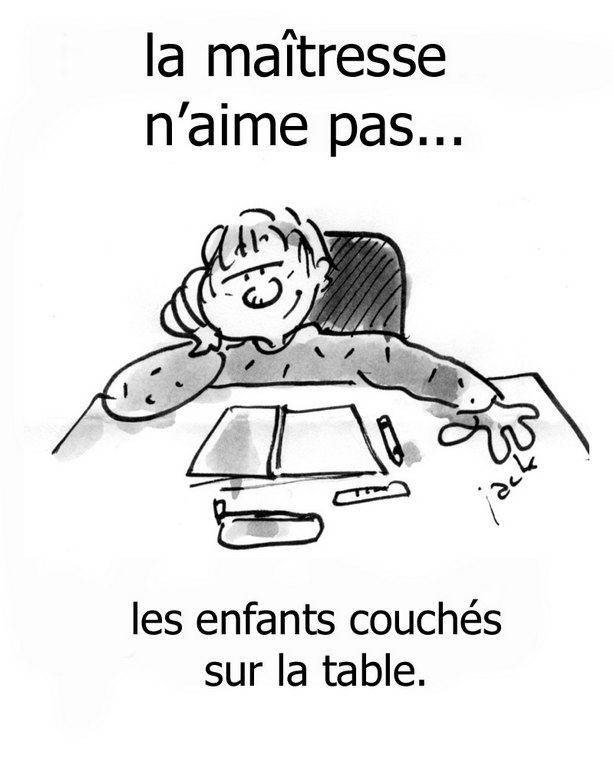 la maîtresse
n’aime pas...
jack
les enfants couchés
sur la table.